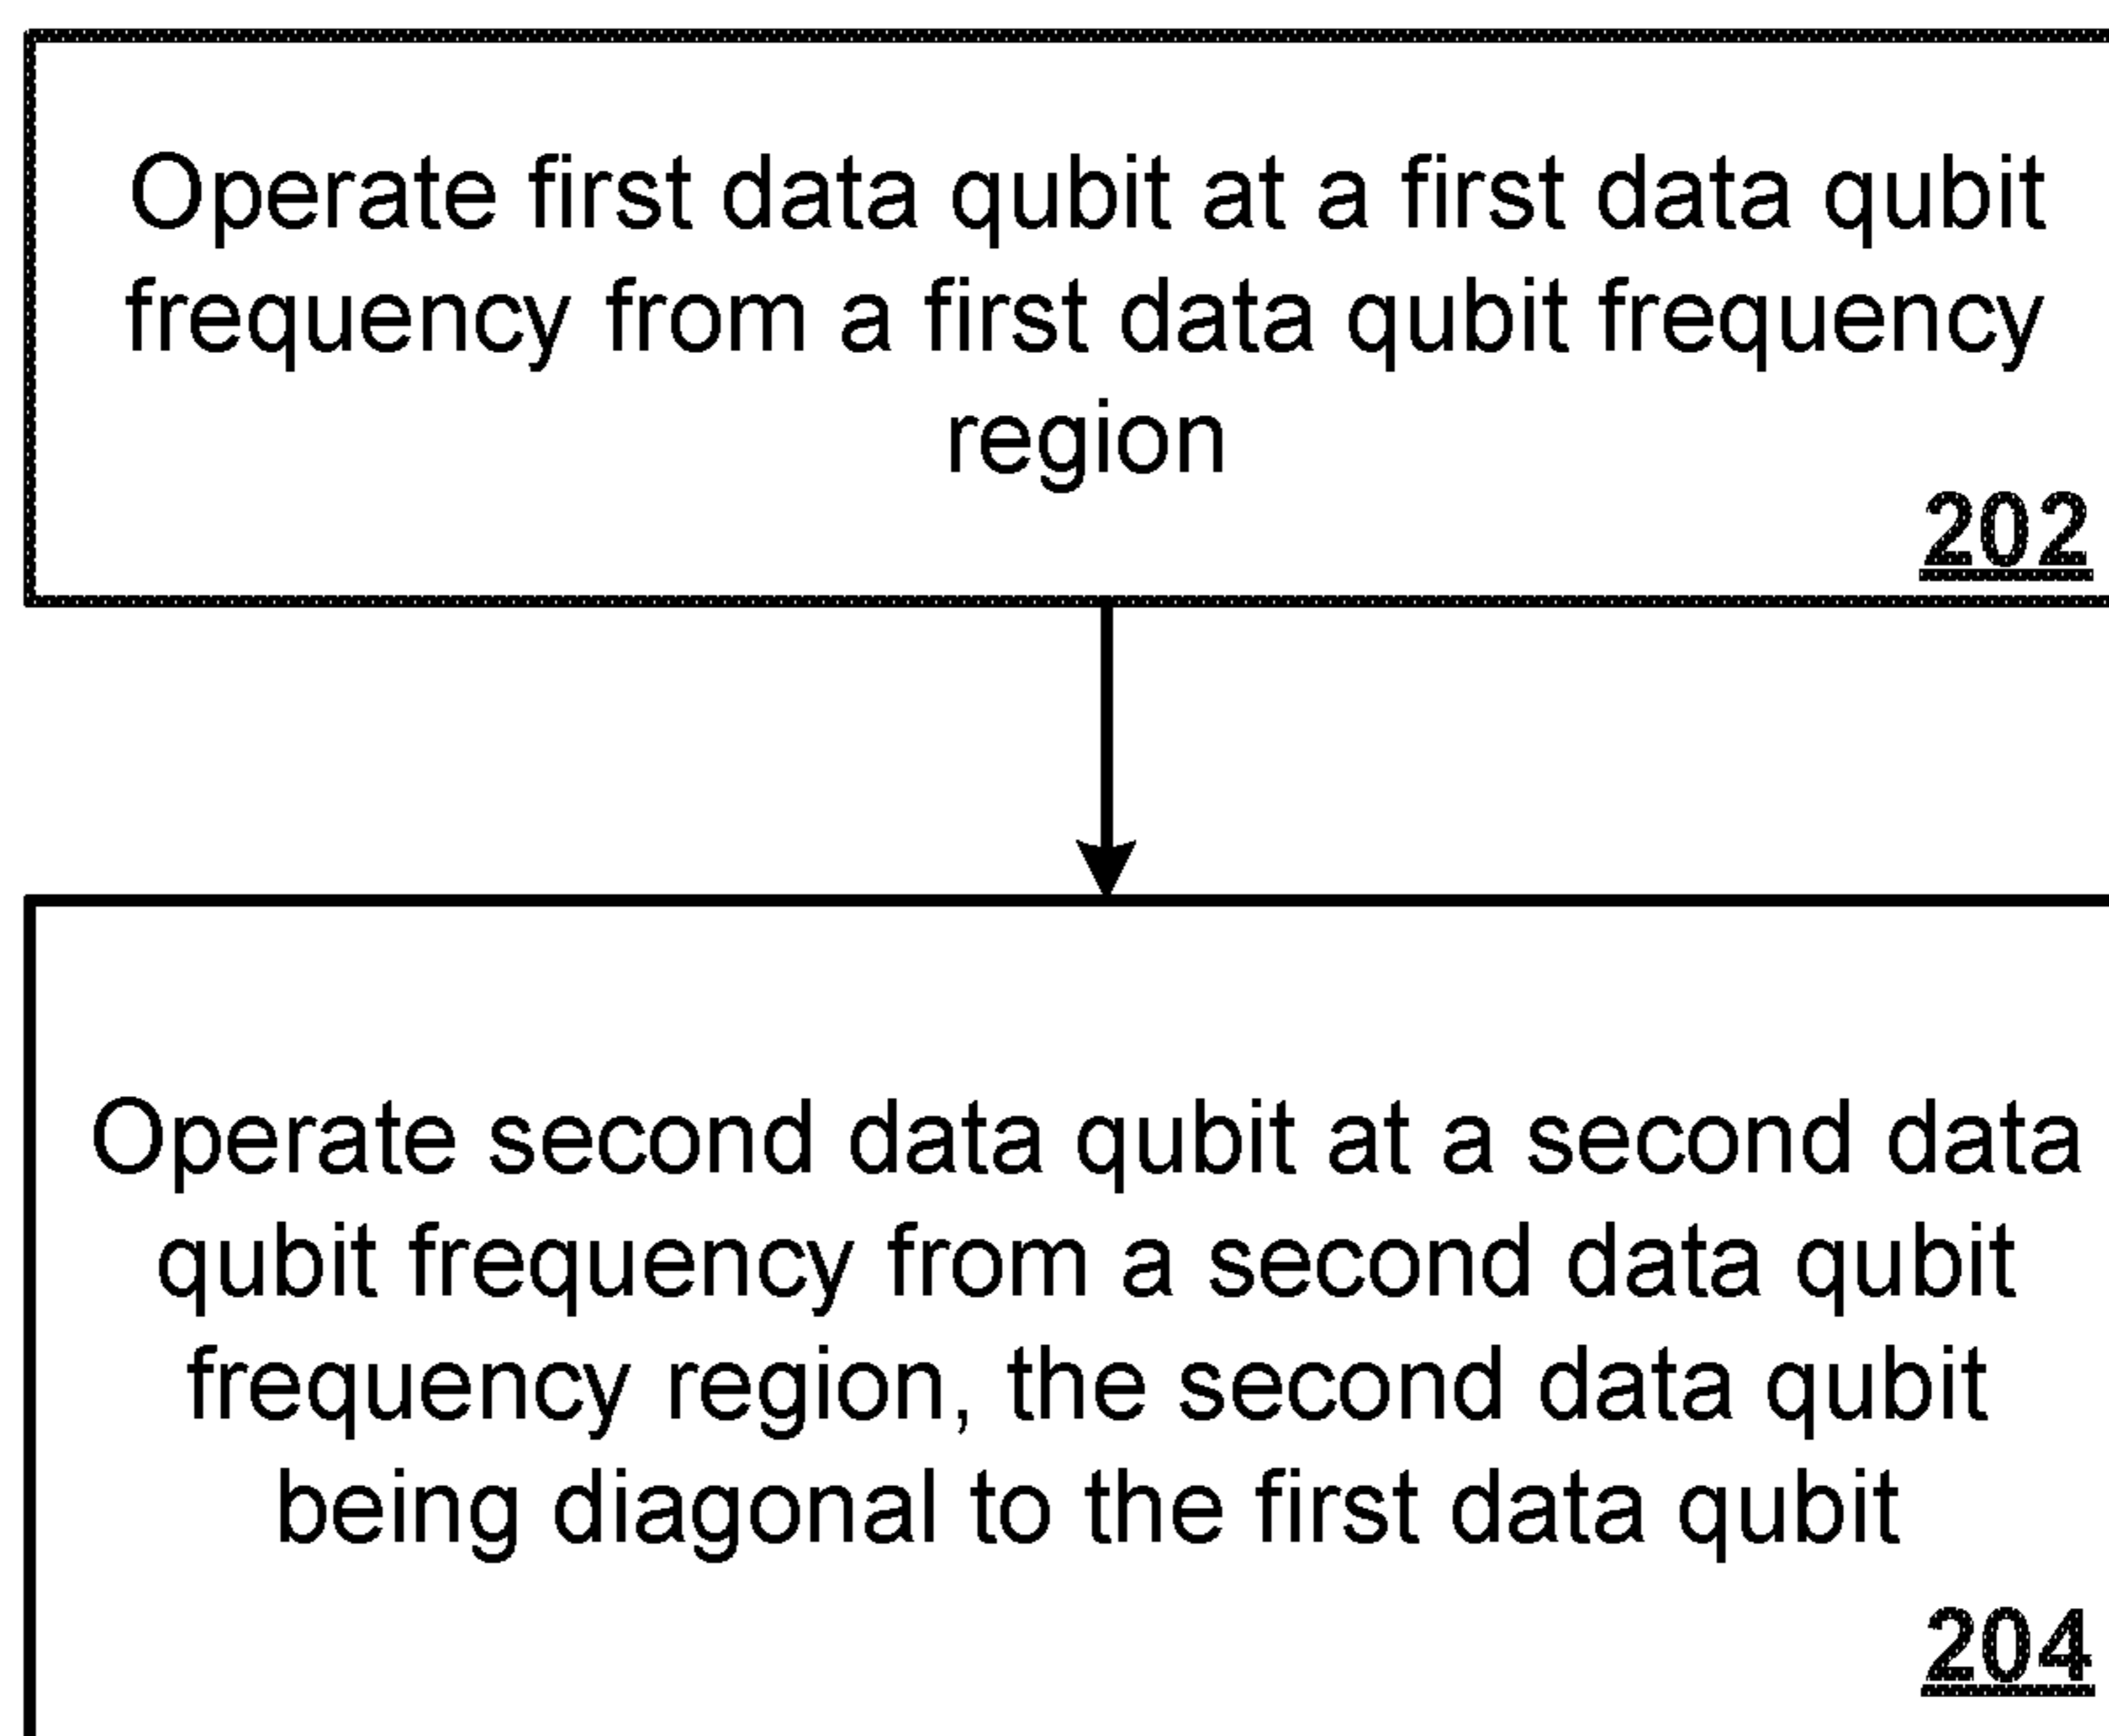 Operate first data qubit at a first data qubit
frequency from a first data qubit frequency
region
202
Operate second data qubit at a second data
qubit frequency from a second data qubit
frequency region, the second data qubit
being diagonal to the first data qubit
204